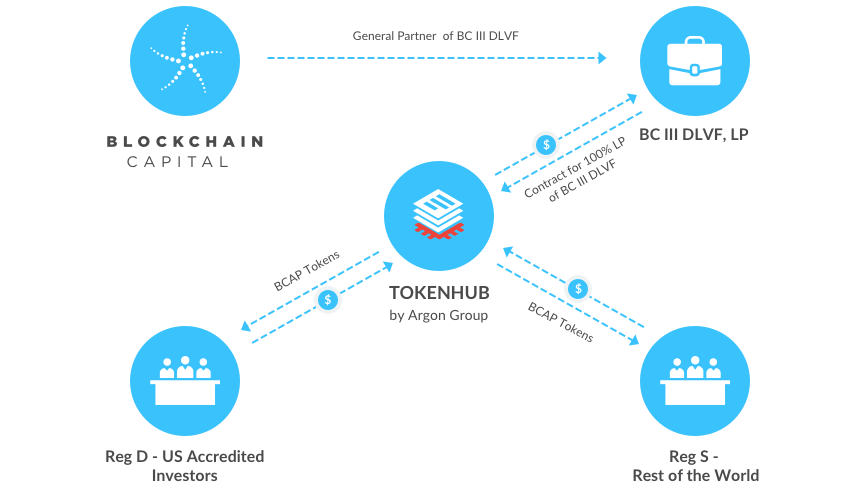 General Partner of BC III DLVF
BLOCKCHAIN
CAPITAL
BC III DLVF, LP
$
Contract for 100% LP
of BC III DLVF
TOKENHUB
by Argon Group
BCAP Tokens
$
$
BCAP Tokens
Reg D - US Accredited
Investors
Reg S -
Rest of the World